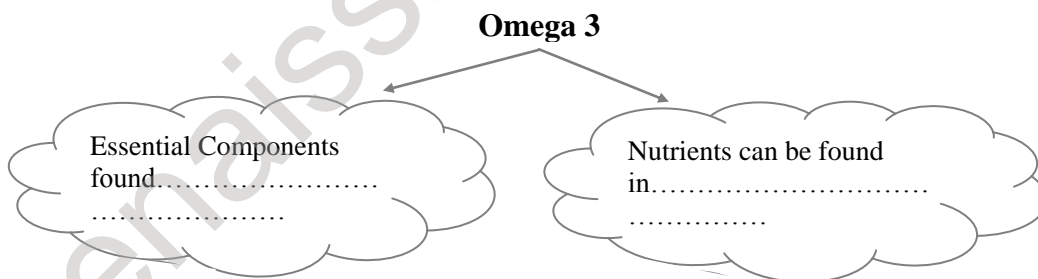 Omega 3
Essential Components
found…………………………
…………………
Nutrients can be found
in……………………………
……………